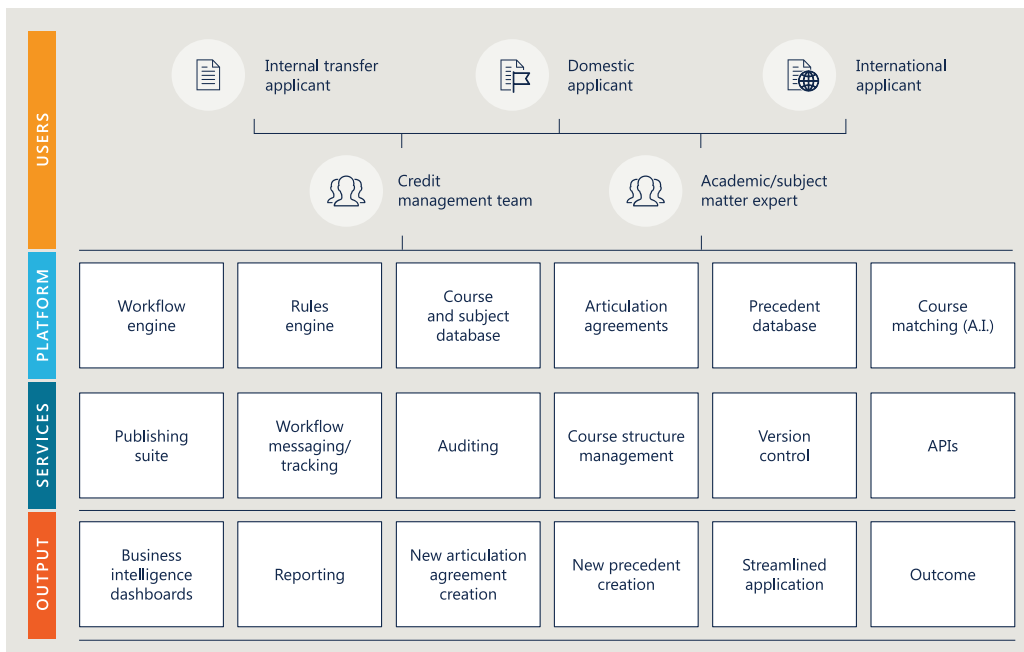 USERS
Internal transfer
applicant
Domestic
applicant
International
applicant
Credit
management team
Academic/subject
matter expert
PLATFORM
Workflow
engine
Rules
engine
Course
and subject
database
Articulation
agreements
Precedent
database
Course
matching (A.I.)
SERVICES
Publishing
suite
Workflow
messaging/
tracking
Auditing
Course structure
management
Version
control
APIs
OUTPUT
Business
intelligence
dashboards
Reporting
New articulation
agreement
creation
New precedent
creation
Streamlined
application
Outcome